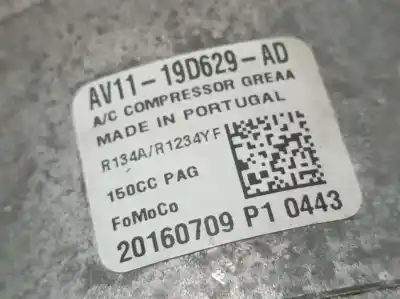 AV11-19D629-AD
A/C COMPRESSOR GREAA
MADE IN PORTUGAL
R134A/R1234YF
150CC PAG
FoMoCo
20160709 P1 0443